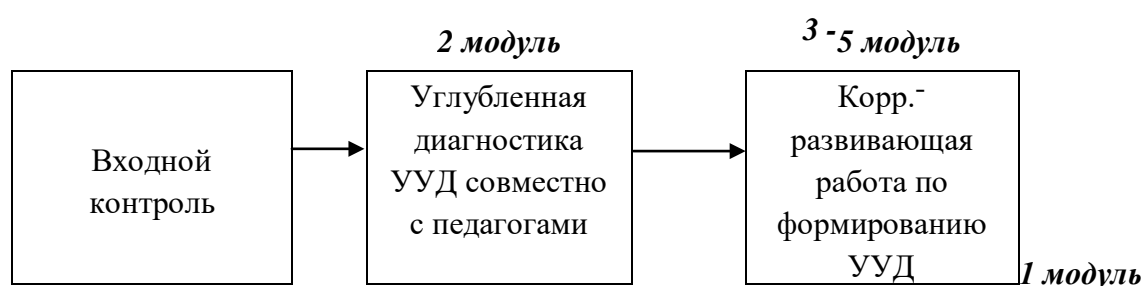 2 модуль
3 -5 модуль
Входной
контроль
Углубленная
диагностика
УУД совместно
с педагогами
Корр.-
развивающая
работа по
формированию
УУД
1 модуль